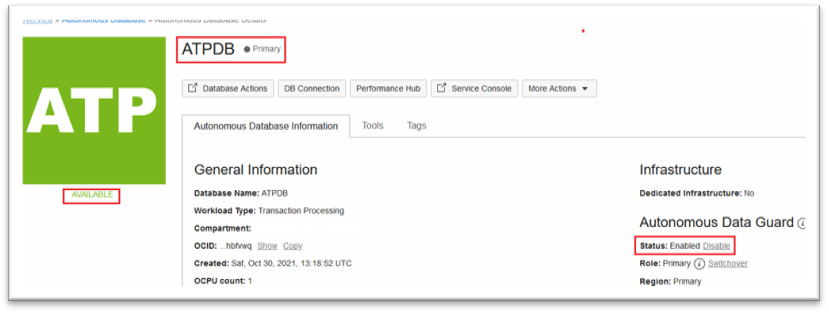 Overview » Autonomous Database » Autonomous Database Details
ATP
AVAILABLE
ATPDB Primary
Database Actions DB Connection Performance Hub Service Console More Actions
Autonomous Database Information Tools Tags
General Information
Database Name: ATPDB
Workload Type: Transaction Processing
Compartment:
OCID: ...hbfvwq Show Copy
Created: Sat, Oct 30, 2021, 13:18:52 UTC
OCPU count: 1
Infrastructure
Dedicated Infrastructure: No
Autonomous Data Guard i
Status: Enabled Disable
Role: Primary i Switchover
Region: Primary